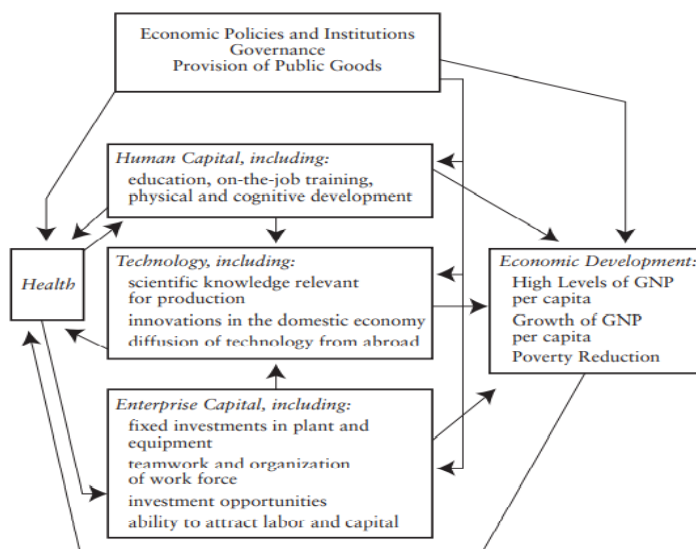 Economic Policies and Institutions
Governance
Provision of Public Goods
Human Capital, including:
education, on-the-job training,
physical and cognitive development
Health
Technology, including:
scientific knowledge relevant
for production
innovations in the domestic economy
diffusion of technology from abroad
Economic Development:
High Levels of GNP
per capita
Growth of GNP
per capita
Poverty Reduction
Enterprise Capital, including:
fixed investments in plant and
equipment
teamwork and organization
of work force
investment opportunities
ability to attract labor and capital